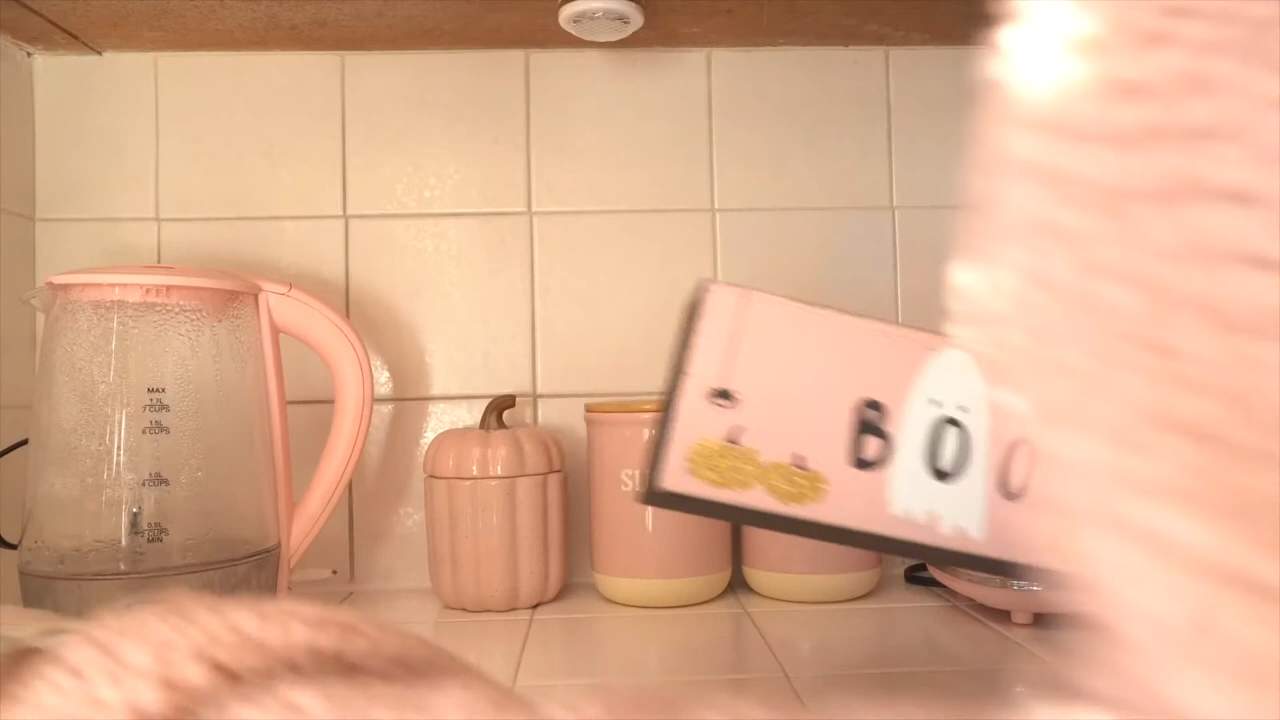 MAX
1.7L
7 CUPS
1.5L
6 CUPS
1.0L
4 CUPS
0.5L
2 CUPS
MIN
BOO